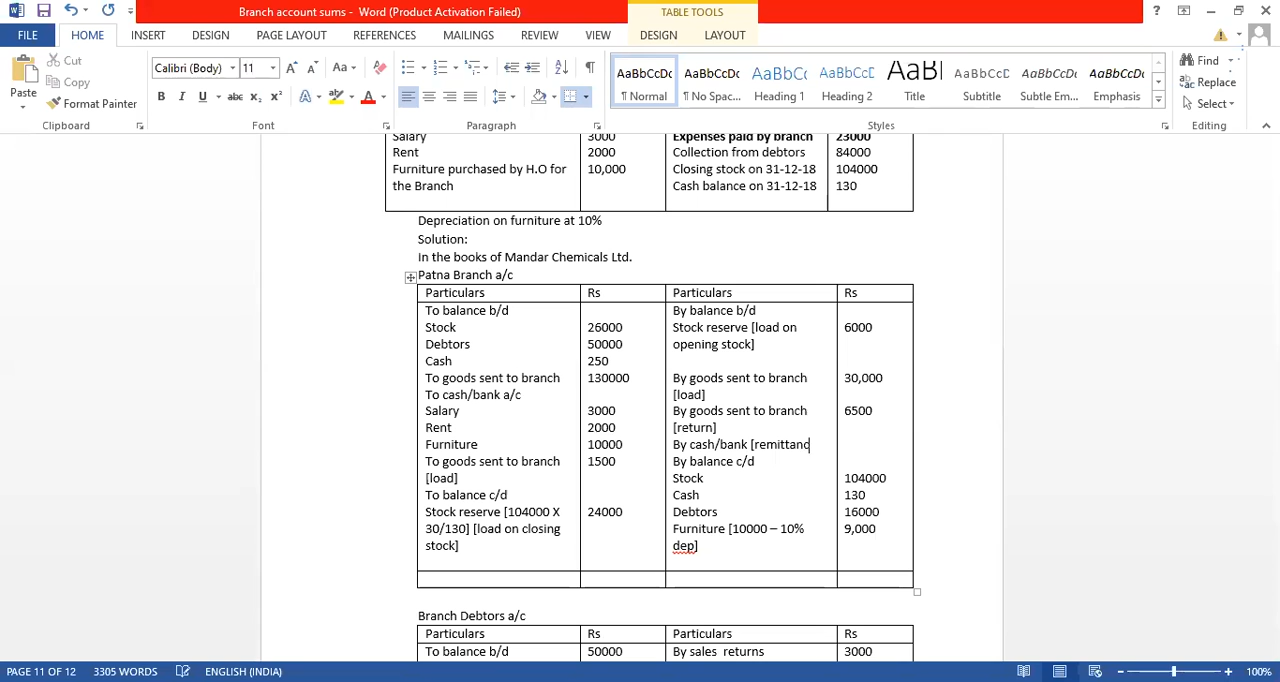 Branch account sums - Word (Product Activation Failed)
TABLE TOOLS
FILE
HOME
INSERT
DESIGN
PAGE LAYOUT
REFERENCES
MAILINGS
REVIEW
VIEW
DESIGN
LAYOUT
Paste
Cut
Copy
Format Painter
Calibri (Body)
11
AaBbCcDc
¶ Normal
AaBbCcDc
¶ No Spac...
AaBbCc
Heading 1
AaBbCcC
Heading 2
AaBl
Title
AaBbCcC
Subtitle
AaBbCcDc
Subtle Em...
AaBbCcDc
Emphasis
Find
Replace
Select
Clipboard
Font
Paragraph
Styles
Editing
Salary 3000 Expenses paid by branch 23000
Rent 2000 Collection from debtors 84000
Furniture purchased by H.O for 10,000 Closing stock on 31-12-18 104000
the Branch Cash balance on 31-12-18 130
Depreciation on furniture at 10%
Solution:
In the books of Mandar Chemicals Ltd.
Patna Branch a/c
Particulars Rs Particulars Rs
To balance b/d By balance b/d
Stock 26000 Stock reserve [load on 6000
Debtors 50000 opening stock]
Cash 250
To goods sent to branch 130000 By goods sent to branch 30,000
To cash/bank a/c [load]
Salary 3000 By goods sent to branch 6500
Rent 2000 [return]
Furniture 10000 By cash/bank [remittanc
To goods sent to branch 1500 By balance c/d
[load] Stock 104000
To balance c/d Cash 130
Stock reserve [104000 X 24000 Debtors 16000
30/130] [load on closing Furniture [10000 – 10% 9,000
stock] dep]
Branch Debtors a/c
Particulars Rs Particulars Rs
To balance b/d 50000 By sales returns 3000
PAGE 11 OF 12
3305 WORDS
ENGLISH (INDIA)
100%